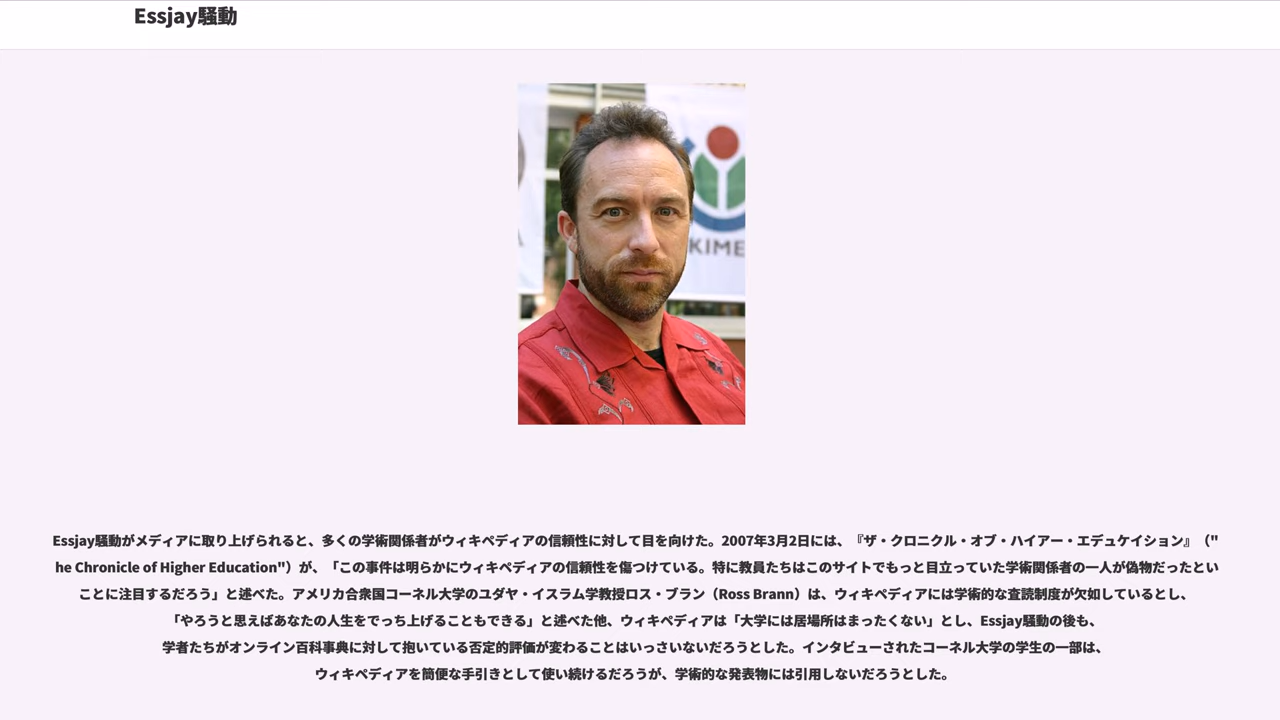 Essjay騒動
KIME
Essjay騒動がメディアに取り上げられると、多くの学術関係者がウィキペディアの信頼性に対して目を向けた。2007年3月2日には、『ザ・クロニクル・オブ・ハイアー・エデュケイション』（"
he Chronicle of Higher Education"）が、「この事件は明らかにウィキペディアの信頼性を傷つけている。特に教員たちはこのサイトでもっと目立っていた学術関係者の一人が偽物だったとい
ことに注目するだろう」と述べた。アメリカ合衆国コーネル大学のユダヤ・イスラム学教授ロス・ブラン（Ross Brann）は、ウィキペディアには学術的な査読制度が欠如しているとし、
「やろうと思えばあなたの人生をでっち上げることもできる」と述べた他、ウィキペディアは「大学には居場所はまったくない」とし、Essjay騒動の後も、
学者たちがオンライン百科事典に対して抱いている否定的評価が変わることはいっさいないだろうとした。インタビューされたコーネル大学の学生の一部は、
ウィキペディアを簡便な手引きとして使い続けるだろうが、学術的な発表物には引用しないだろうとした。